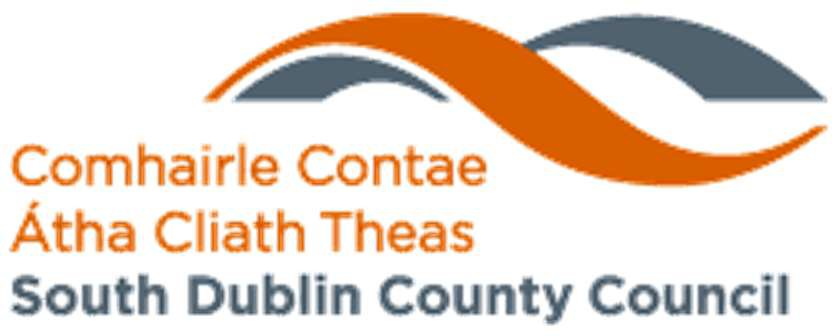 Comhairle Contae
Átha Cliath Theas
South Dublin County Council